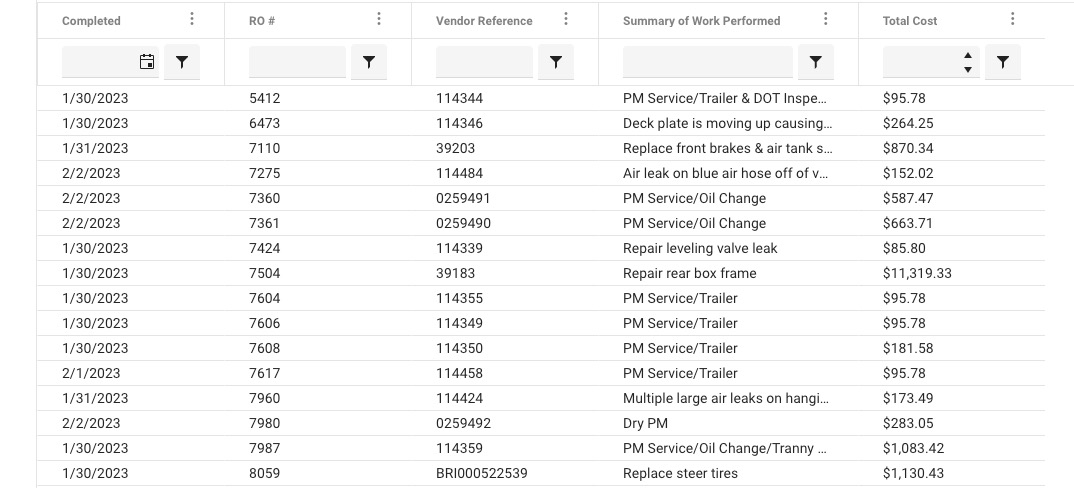 Completed RO # Vendor Reference Summary of Work Performed Total Cost
1/30/2023 5412 114344 PM Service/Trailer & DOT Inspe...
$95.78
1/30/2023 6473 114346 Deck plate is moving up causing... $264.25
1/31/2023 7110 39203 Replace front brakes & air tank s... $870.34
2/2/2023 7275 114484 Air leak on blue air hose off of v... $152.02
2/2/2023 7360 0259491 PM Service/Oil Change $587.47
2/2/2023 7361 0259490 PM Service/Oil Change $663.71
1/30/2023 7424 114339 Repair leveling valve leak $85.80
1/30/2023 7504 39183 Repair rear box frame $11,319.33
1/30/2023 7604 114355 PM Service/Trailer $95.78
1/30/2023 7606 114349 PM Service/Trailer $95.78
1/30/2023 7608 114350 PM Service/Trailer $181.58
2/1/2023 7617 114458 PM Service/Trailer $95.78
1/31/2023 7960 114424 Multiple large air leaks on hangi... $173.49
2/2/2023 7980 0259492 Dry PM $283.05
1/30/2023 7987 114359 PM Service/Oil Change/Tranny ... $1,083.42
1/30/2023 8059 BRI000522539 Replace steer tires $1,130.43